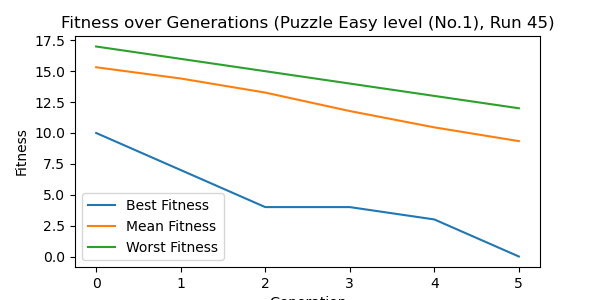 Fitness over Generations (Puzzle Easy level (No.1), Run 45)
17.5
15.0
12.5
10.0
7.5
5.0
2.5
0.0
Fitness
Best Fitness
Mean Fitness
Worst Fitness
0 1 2 3 4 5
Generation